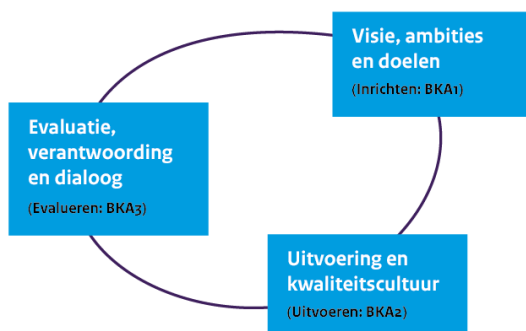 Visie, ambities
en doelen
(Inrichten: BKA1)
Evaluatie,
verantwoording
en dialoog
(Evalueren: BKA3)
Uitvoering en
kwaliteitscultuur
(Uitvoeren: BKA2)